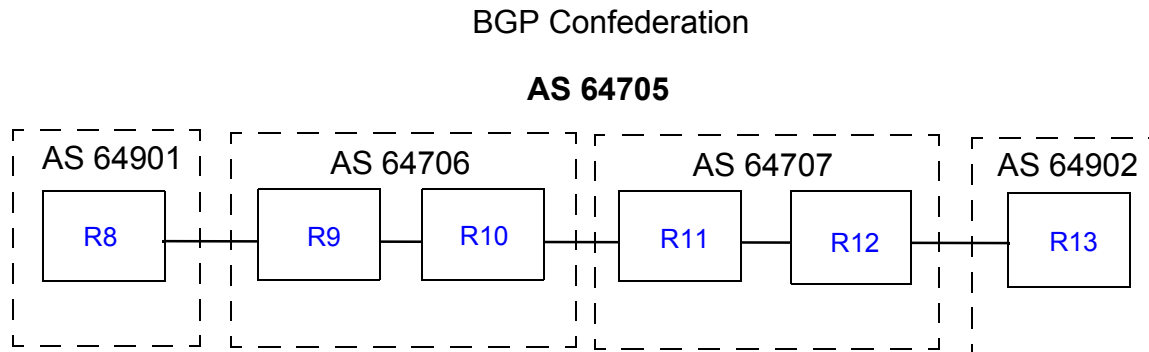 BGP Confederation
AS 64705
AS 64901 AS 64706 AS 64707 AS 64902
R8 R9 R10 R11 R12 R13